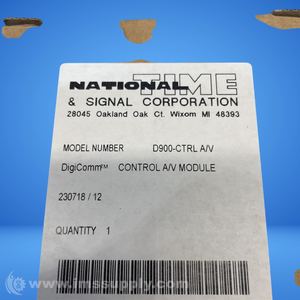 NATIONAL TIME
& SIGNAL CORPORATION
28045 Oakland Oak Ct. Wixom MI 48393
MODEL NUMBER D900-CTRL A/V
DigiComm™ CONTROL A/V MODULE
230718 / 12
QUANTITY 1
© www.imssupply.com